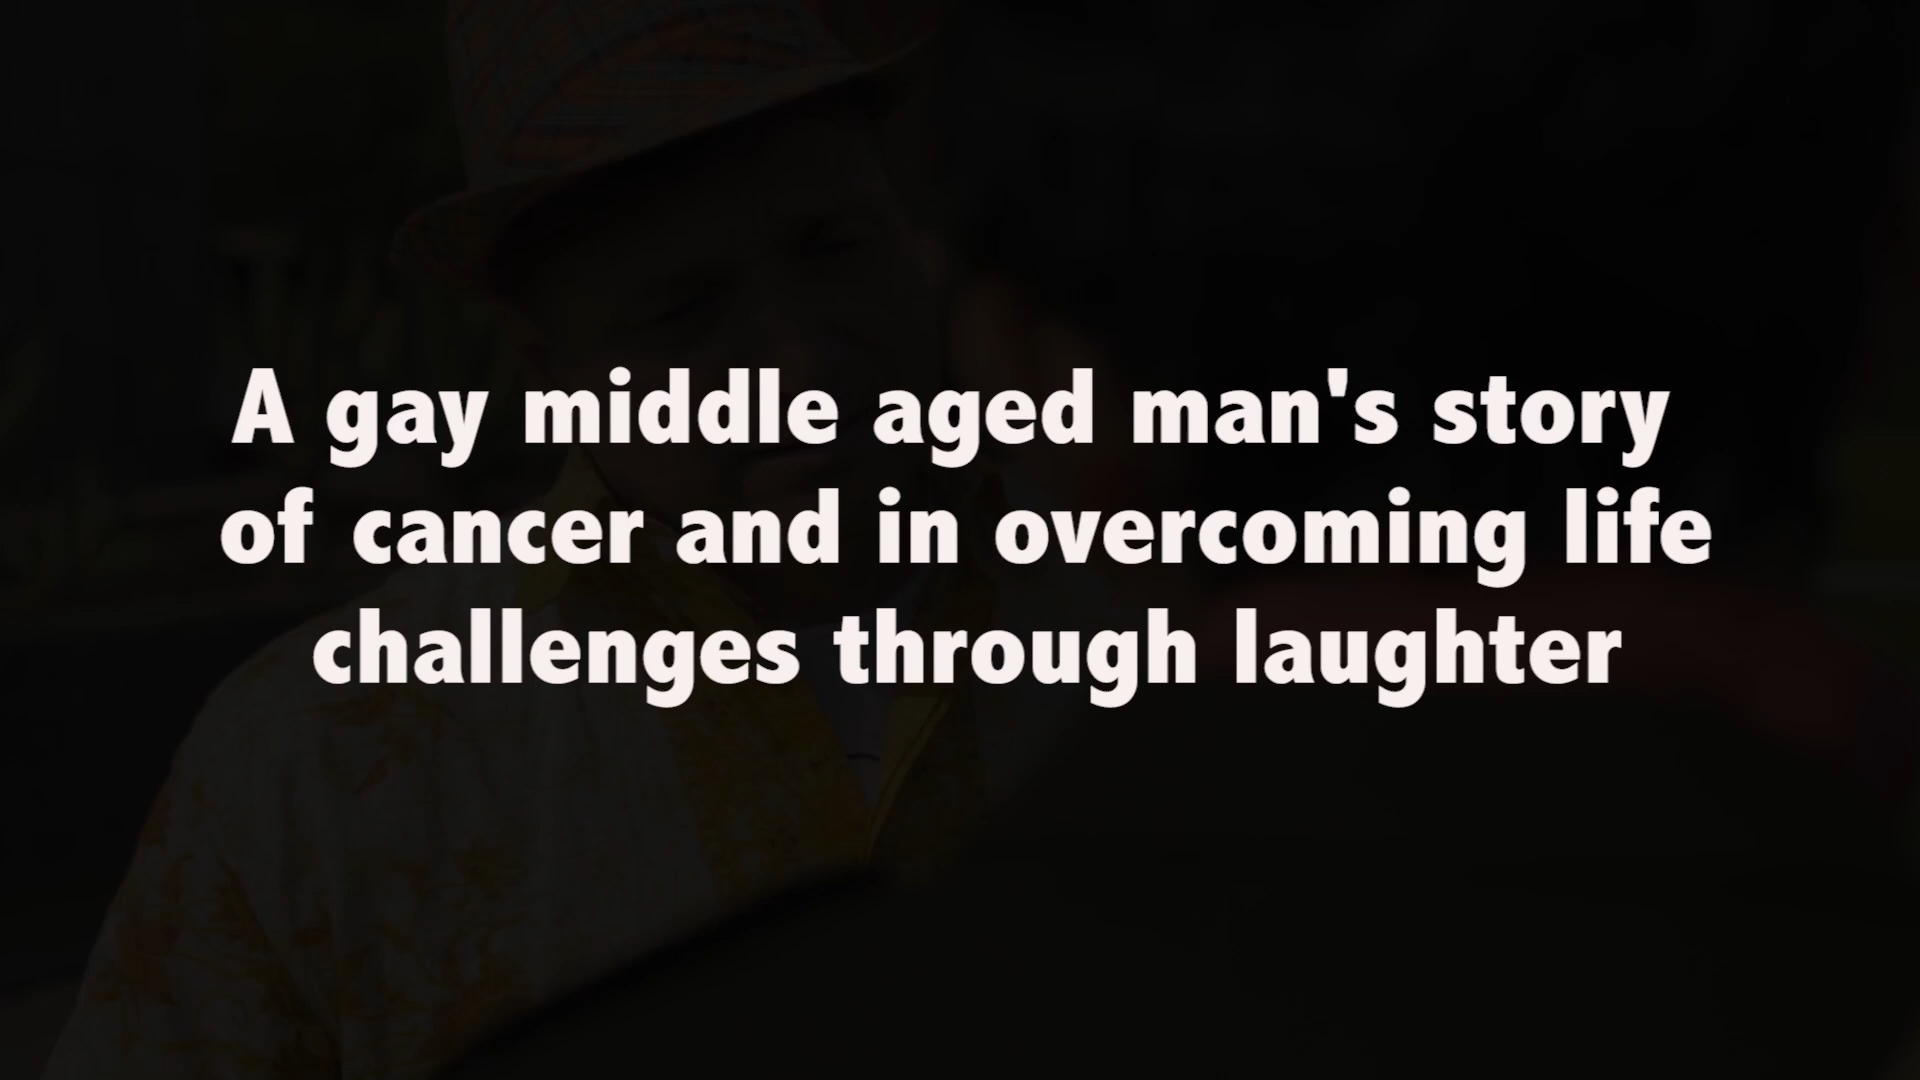 A gay middle aged man's story
of cancer and in overcoming life
challenges through laughter